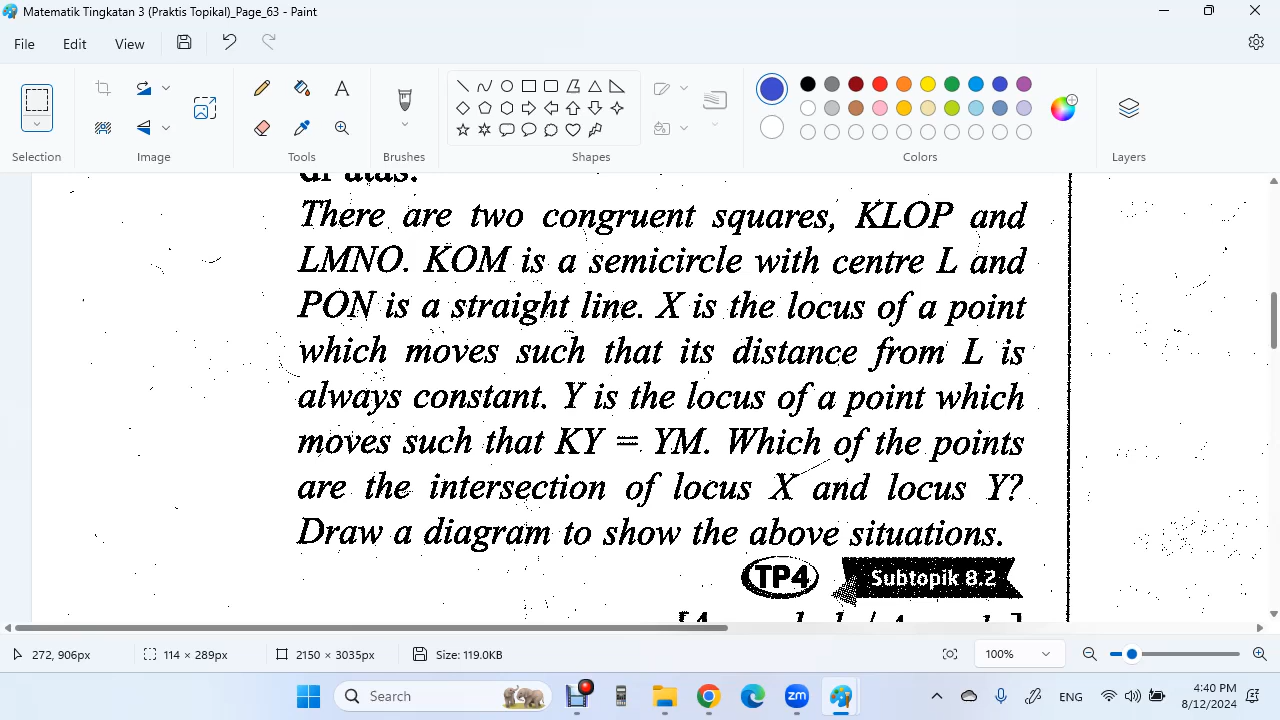 Matematik Tingkatan 3 (Praktis Topikal)_Page_63 - Paint
File Edit View
Selection Image Tools Brushes Shapes Colors Layers
di atas.
There are two congruent squares, KLOP and
LMNO. KOM is a semicircle with centre L and
PON is a straight line. X is the locus of a point
which moves such that its distance from L is
always constant. Y is the locus of a point which
moves such that KY = YM. Which of the points
are the intersection of locus X and locus Y?
Draw a diagram to show the above situations.
TP4 Subtopik 8.2
272, 906px 114 × 289px 2150 × 3035px Size: 119.0KB 100%
Search zm ENG 4:40 PM
8/12/2024